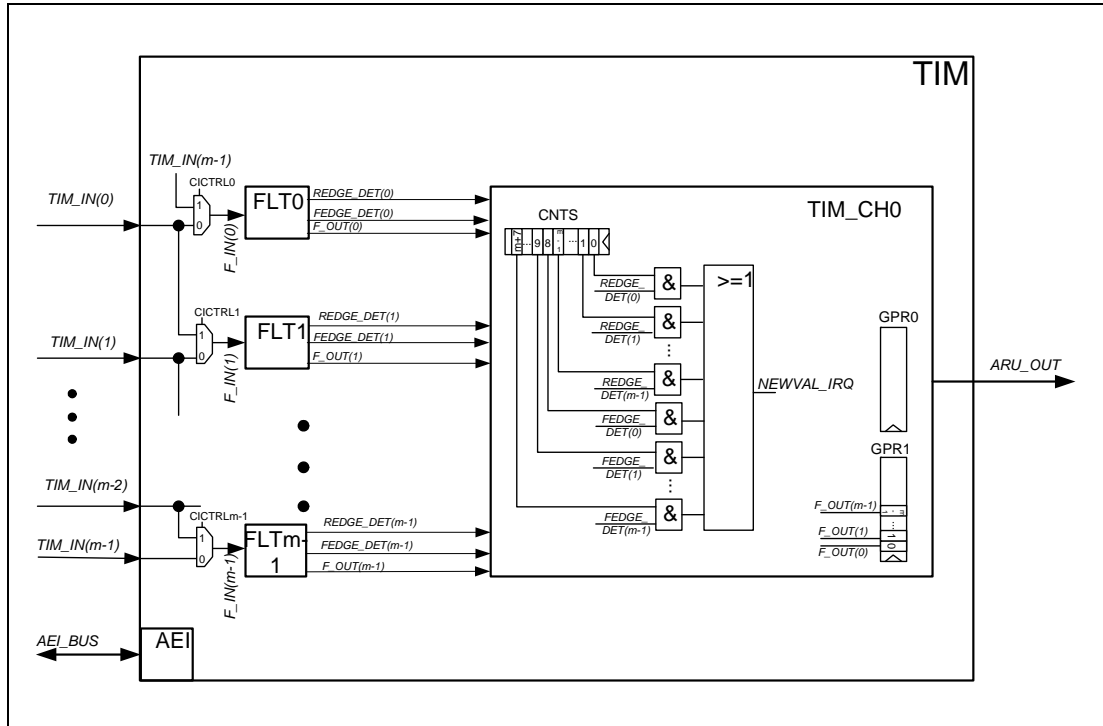 TIM
TIM_IN(m-1)
CICTRL0
TIM_IN(0)
1
0
F_IN(0)
FLT0
REDGE_DET(0)
FEDGE_DET(0)
F_OUT(0)
TIM_CH0
CNTS
m+7 ... 9 8 m-1 ... 1 0
&
REDGE_
DET(0)
>=1
CICTRL1
TIM_IN(1)
1
0
F_IN(1)
FLT1
REDGE_DET(1)
FEDGE_DET(1)
F_OUT(1)
&
REDGE_
DET(1)
...
&
REDGE_
DET(m-1)
NEWVAL_IRQ
&
FEDGE_
DET(0)
&
FEDGE_
DET(1)
...
&
FEDGE_
DET(m-1)
GPR0
ARU_OUT
GPR1
F_OUT(m-1)
m-1
...
F_OUT(1)
1
F_OUT(0)
0
TIM_IN(m-2)
CICTRLm-1
TIM_IN(m-1)
1
0
F_IN(m-1)
FLTm-
1
REDGE_DET(m-1)
FEDGE_DET(m-1)
F_OUT(m-1)
AEI_BUS
AEI